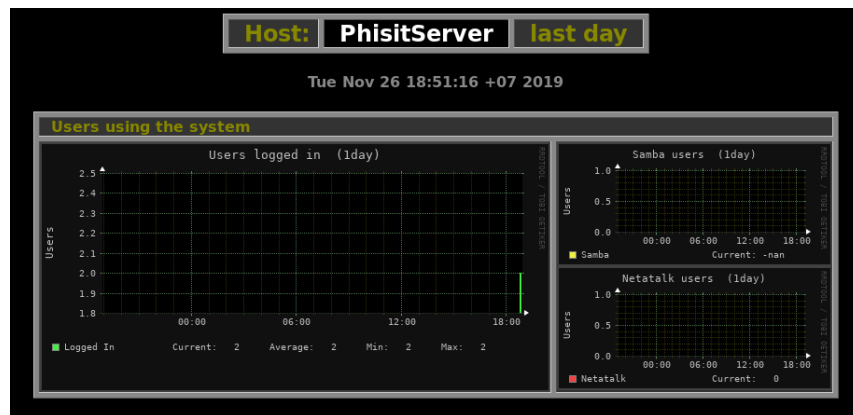 Host: PhisitServer last day
Tue Nov 26 18:51:16 +07 2019
Users using the system
Users logged in (1day)
RRDTOOL / TOBI OETIKER
Users
2.5
2.4
2.3
2.2
2.1
2.0
1.9
1.8
00:00 06:00 12:00 18:00
Logged In Current: 2 Average: 2 Min: 2 Max: 2
Samba users (1day)
RRDTOOL / TOBI OETIKER
Users
1.0
0.5
0.0
00:00 06:00 12:00 18:00
Samba Current: -nan
Netatalk users (1day)
RRDTOOL / TOBI OETIKER
Users
1.0
0.5
0.0
00:00 06:00 12:00 18:00
Netatalk Current: 0